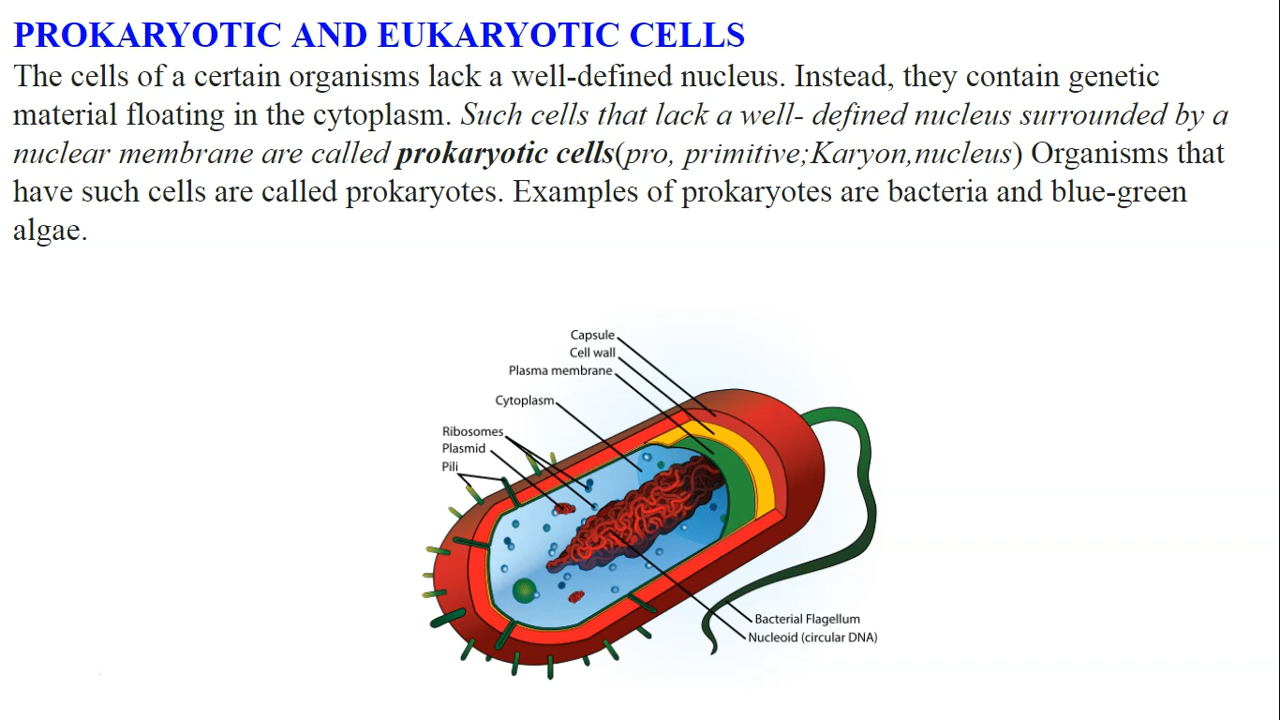 PROKARYOTIC AND EUKARYOTIC CELLS
The cells of a certain organisms lack a well-defined nucleus. Instead, they contain genetic
material floating in the cytoplasm. Such cells that lack a well- defined nucleus surrounded by a
nuclear membrane are called prokaryotic cells(pro, primitive;Karyon,nucleus) Organisms that
have such cells are called prokaryotes. Examples of prokaryotes are bacteria and blue-green
algae.
Capsule
Cell wall
Plasma membrane
Cytoplasm
Ribosomes
Plasmid
Pili
Bacterial Flagellum
Nucleoid (circular DNA)